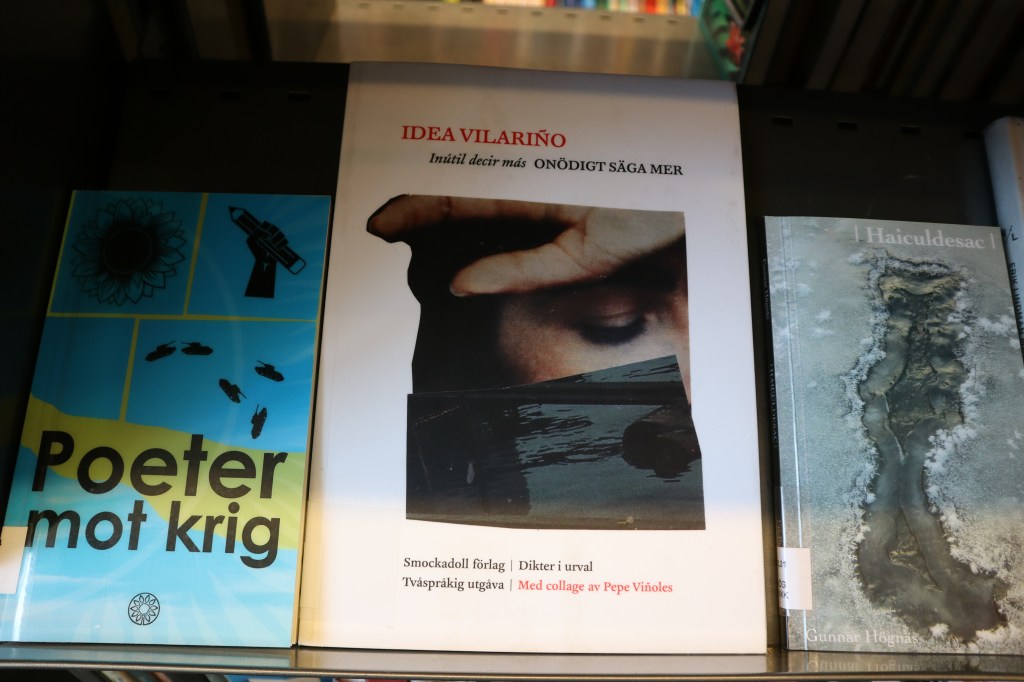 Poeter
mot krig
IDEA VILARIÑO
Inútil decir más ONÖDIGT SÄGA MER
Smockadoll förlag | Dikter i urval
Tvåspråkig utgåva | Med collage av Pepe Viñoles
| Haiculdesac |
Gunnar Högnäs